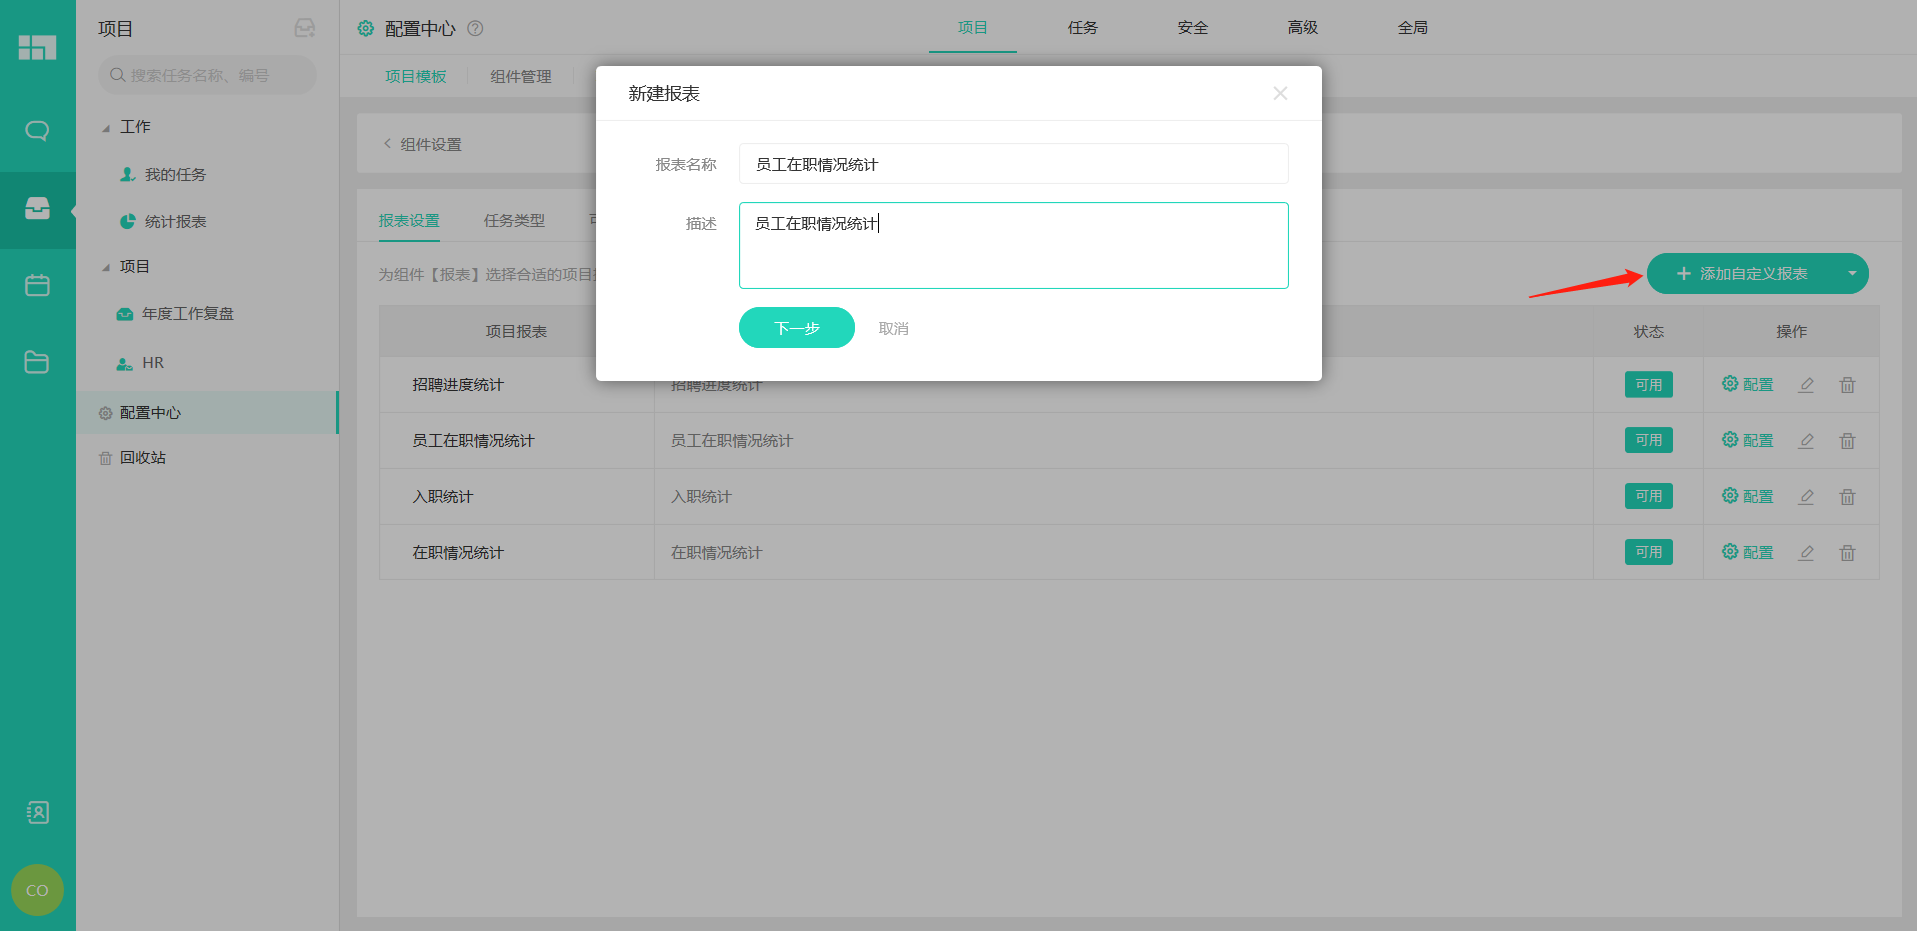 项目
搜索任务名称、编号
工作
我的任务
统计报表
项目
年度工作复盘
HR
配置中心
回收站
CO
配置中心
项目
任务
安全
高级
全局
项目模板
组件管理
组件设置
报表设置
任务类型
为组件【报表】选择合适的项目
添加自定义报表
新建报表
报表名称
员工在职情况统计
描述
员工在职情况统计
下一步
取消
项目报表
状态
操作
招聘进度统计
招聘进度统计
可用
配置
员工在职情况统计
员工在职情况统计
可用
配置
入职统计
入职统计
可用
配置
在职情况统计
在职情况统计
可用
配置